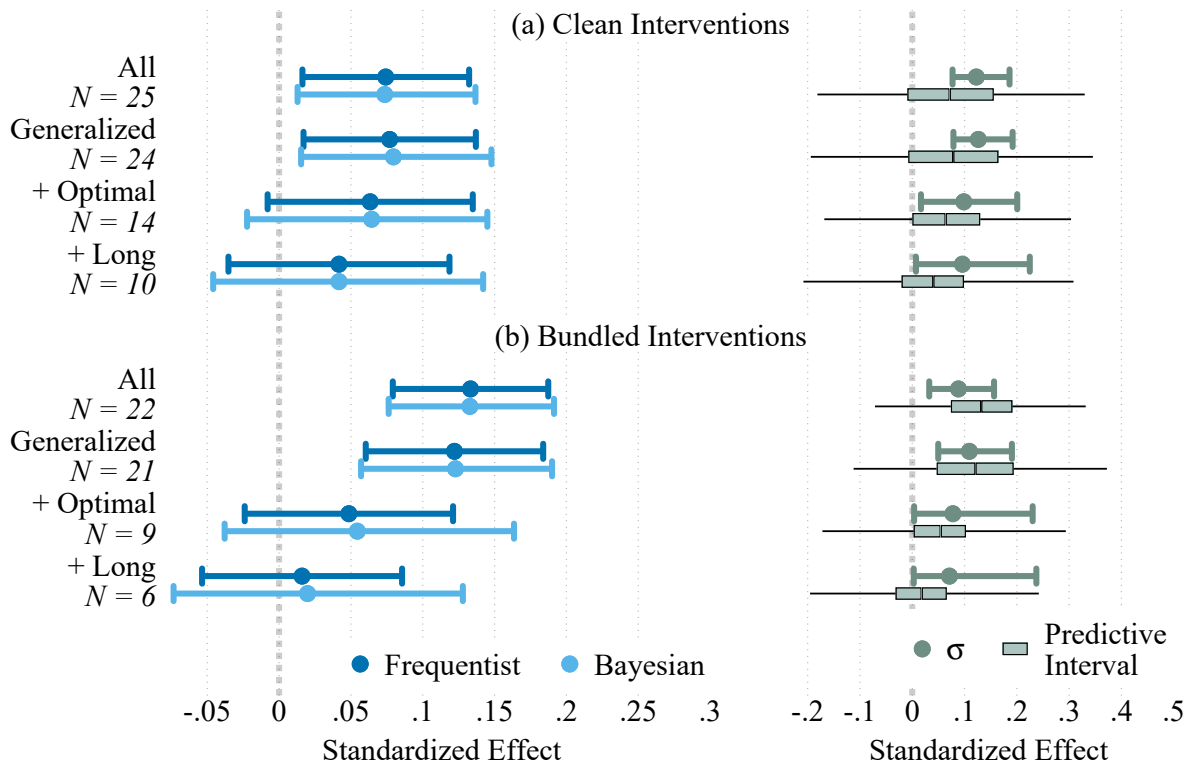 (a) Clean Interventions
All
N = 25
Generalized
N = 24
+ Optimal
N = 14
+ Long
N = 10
(b) Bundled Interventions
All
N = 22
Generalized
N = 21
+ Optimal
N = 9
+ Long
N = 6
Frequentist Bayesian
σ Predictive
Interval
-.05 0 .05 .1 .15 .2 .25 .3
-.2 -.1 0 .1 .2 .3 .4 .5
Standardized Effect
Standardized Effect